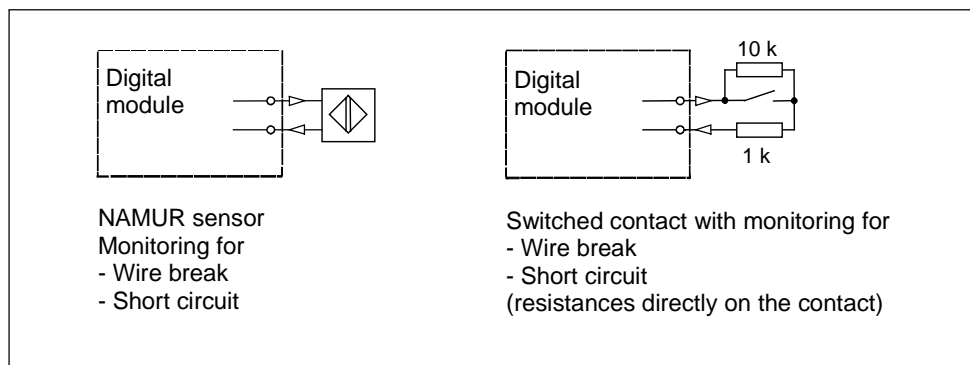 Digital
module
NAMUR sensor
Monitoring for
- Wire break
- Short circuit
Digital
module
10 k
1 k
Switched contact with monitoring for
- Wire break
- Short circuit
(resistances directly on the contact)